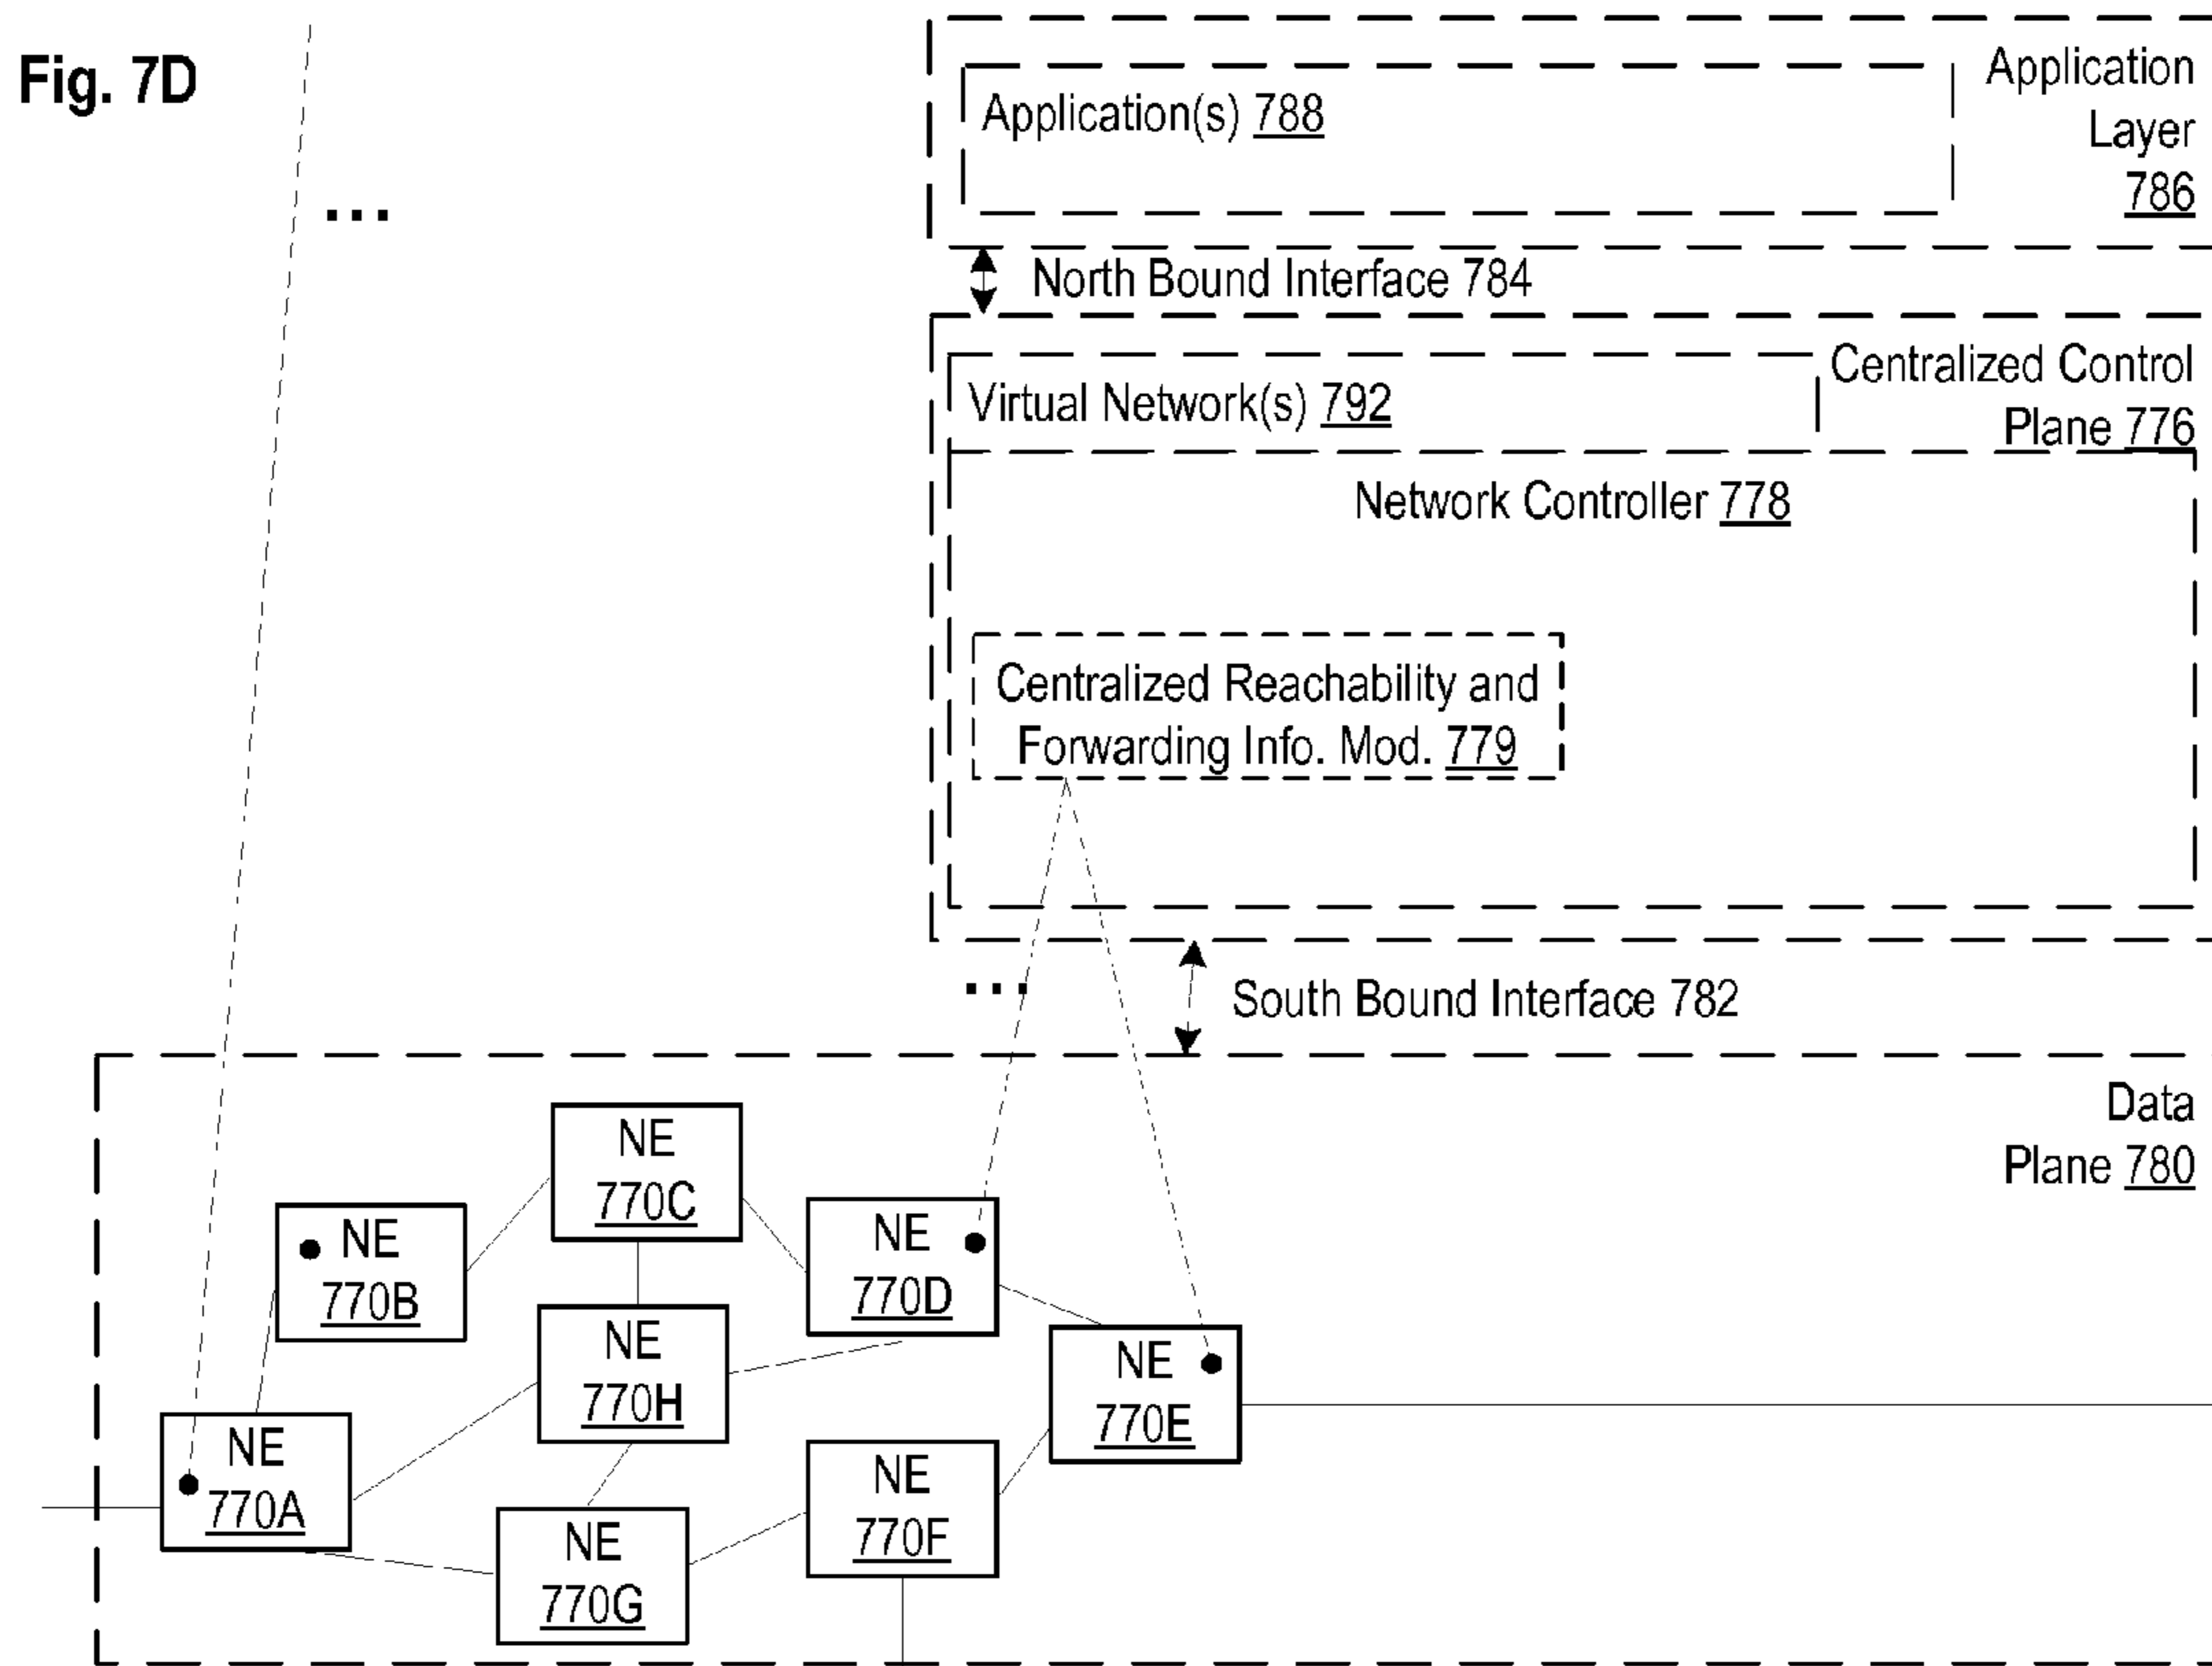 Fig. 7D
Application
Layer
786
Application(s) 788
North Bound Interface 784
Centralized Control
Plane 776
Virtual Network(s) 792
Network Controller 778
Centralized Reachability and
Forwarding Info. Mod. 779
South Bound Interface 782
Data
Plane 780
NE
770C
NE
770B
NE
770D
NE
770H
NE
770E
NE
770A
NE
770F
NE
770G